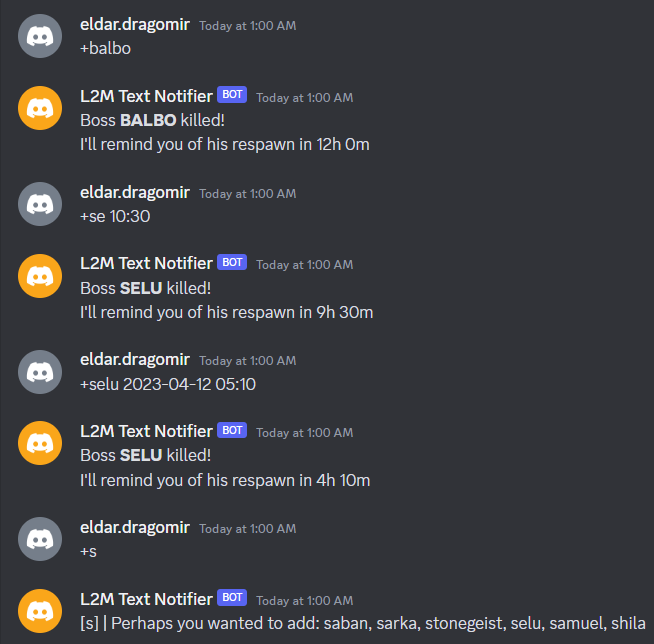 eldar.dragomir Today at 1:00 AM
+balbo
L2M Text Notifier BOT Today at 1:00 AM
Boss BALBO killed!
I'll remind you of his respawn in 12h 0m
eldar.dragomir Today at 1:00 AM
+se 10:30
L2M Text Notifier BOT Today at 1:00 AM
Boss SELU killed!
I'll remind you of his respawn in 9h 30m
eldar.dragomir Today at 1:00 AM
+selu 2023-04-12 05:10
L2M Text Notifier BOT Today at 1:00 AM
Boss SELU killed!
I'll remind you of his respawn in 4h 10m
eldar.dragomir Today at 1:00 AM
+s
L2M Text Notifier BOT Today at 1:00 AM
[s] | Perhaps you wanted to add: saban, sarka, stonegeist, selu, samuel, shila